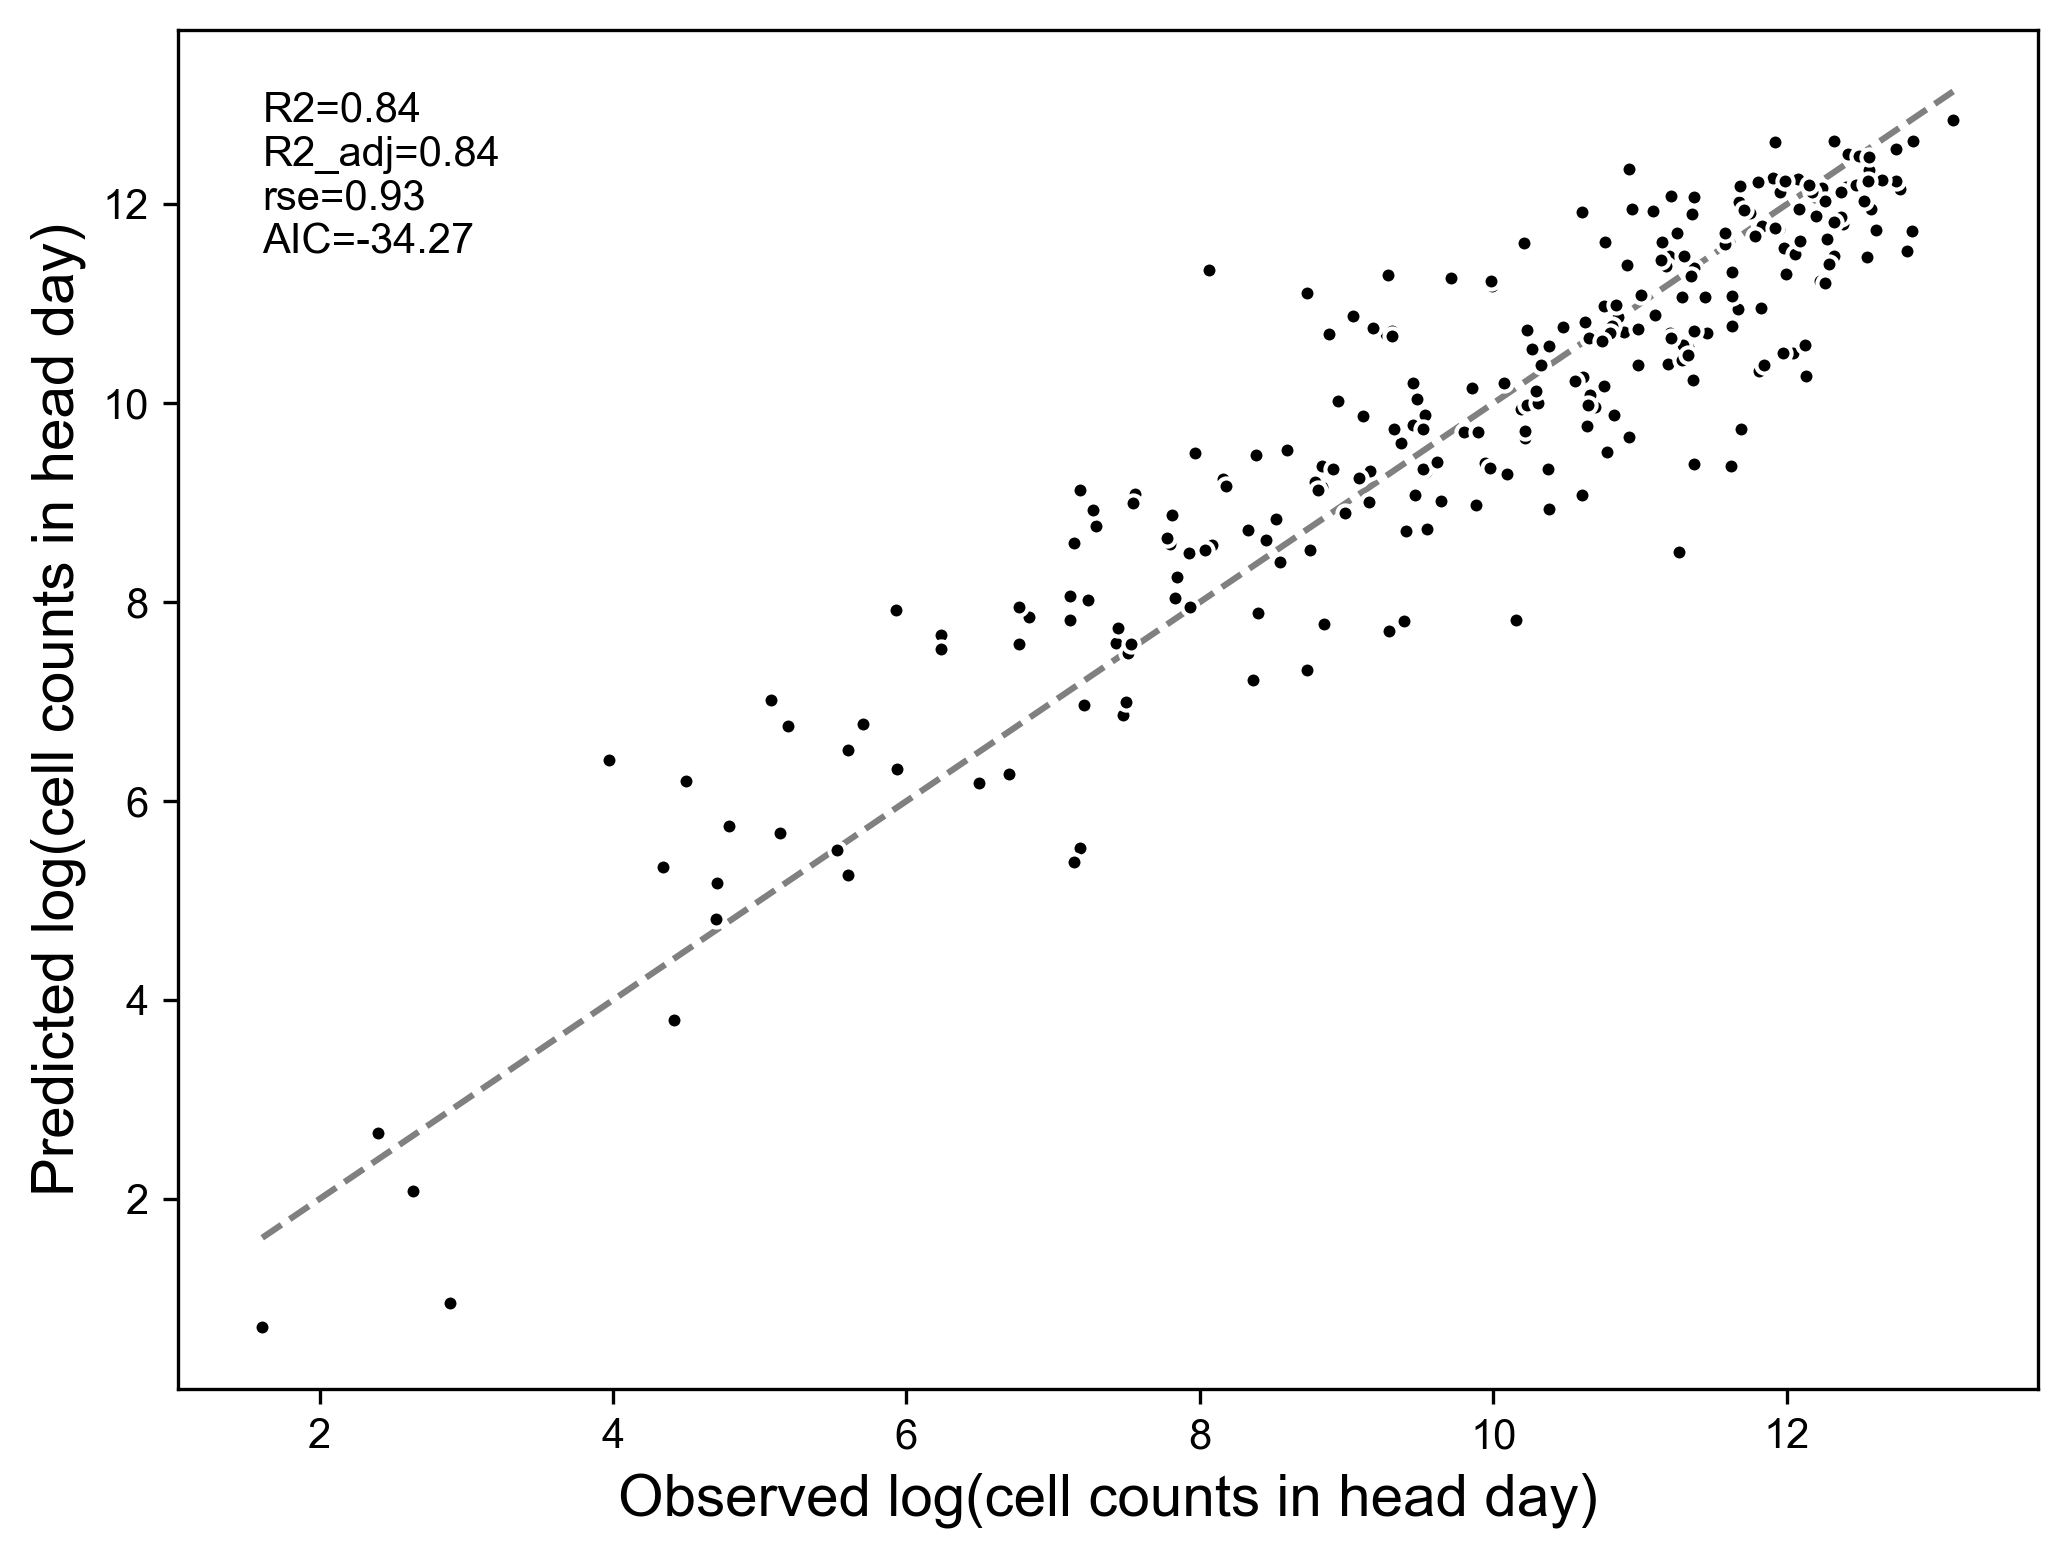 R2=0.84
R2_adj=0.84
rse=0.93
AIC=-34.27
Predicted log(cell counts in head day)
12
10
8
6
4
2
2 4 6 8 10 12
Observed log(cell counts in head day)